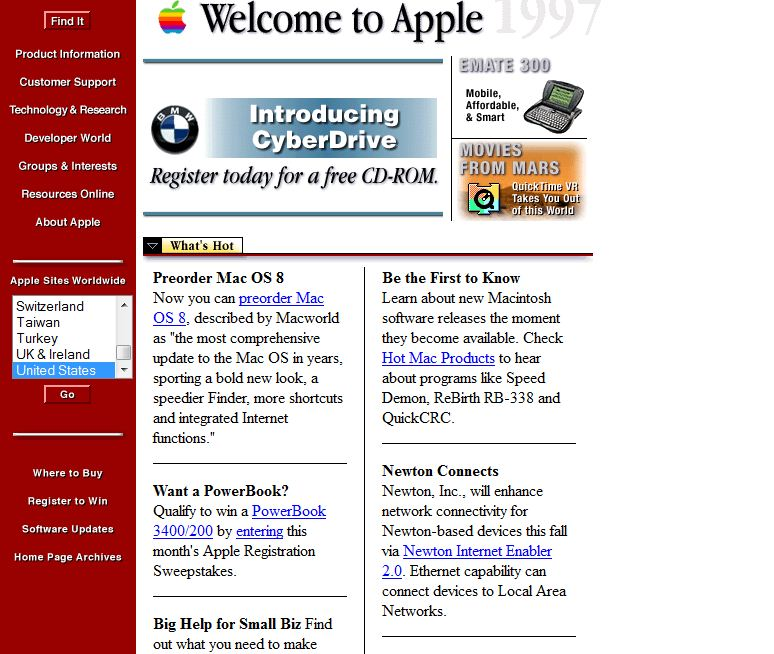 Find It
Product Information
Customer Support
Technology & Research
Developer World
Groups & Interests
Resources Online
About Apple
Apple Sites Worldwide
Switzerland
Taiwan
Turkey
UK & Ireland
United States
Go
Where to Buy
Register to Win
Software Updates
Home Page Archives
Welcome to Apple 1997
BMW
Introducing
CyberDrive
Register today for a free CD-ROM.
EMATE 300
Mobile,
Affordable,
& Smart
MOVIES
FROM MARS
QuickTime VR
Takes You Out
of this World
What's Hot
Preorder Mac OS 8
Now you can preorder Mac
OS 8, described by Macworld
as "the most comprehensive
update to the Mac OS in years,
sporting a bold new look, a
speedier Finder, more shortcuts
and integrated Internet
functions."
Want a PowerBook?
Qualify to win a PowerBook
3400/200 by entering this
month's Apple Registration
Sweepstakes.
Big Help for Small Biz Find
out what you need to make
Be the First to Know
Learn about new Macintosh
software releases the moment
they become available. Check
Hot Mac Products to hear
about programs like Speed
Demon, ReBirth RB-338 and
QuickCRC.
Newton Connects
Newton, Inc., will enhance
network connectivity for
Newton-based devices this fall
via Newton Internet Enabler
2.0. Ethernet capability can
connect devices to Local Area
Networks.